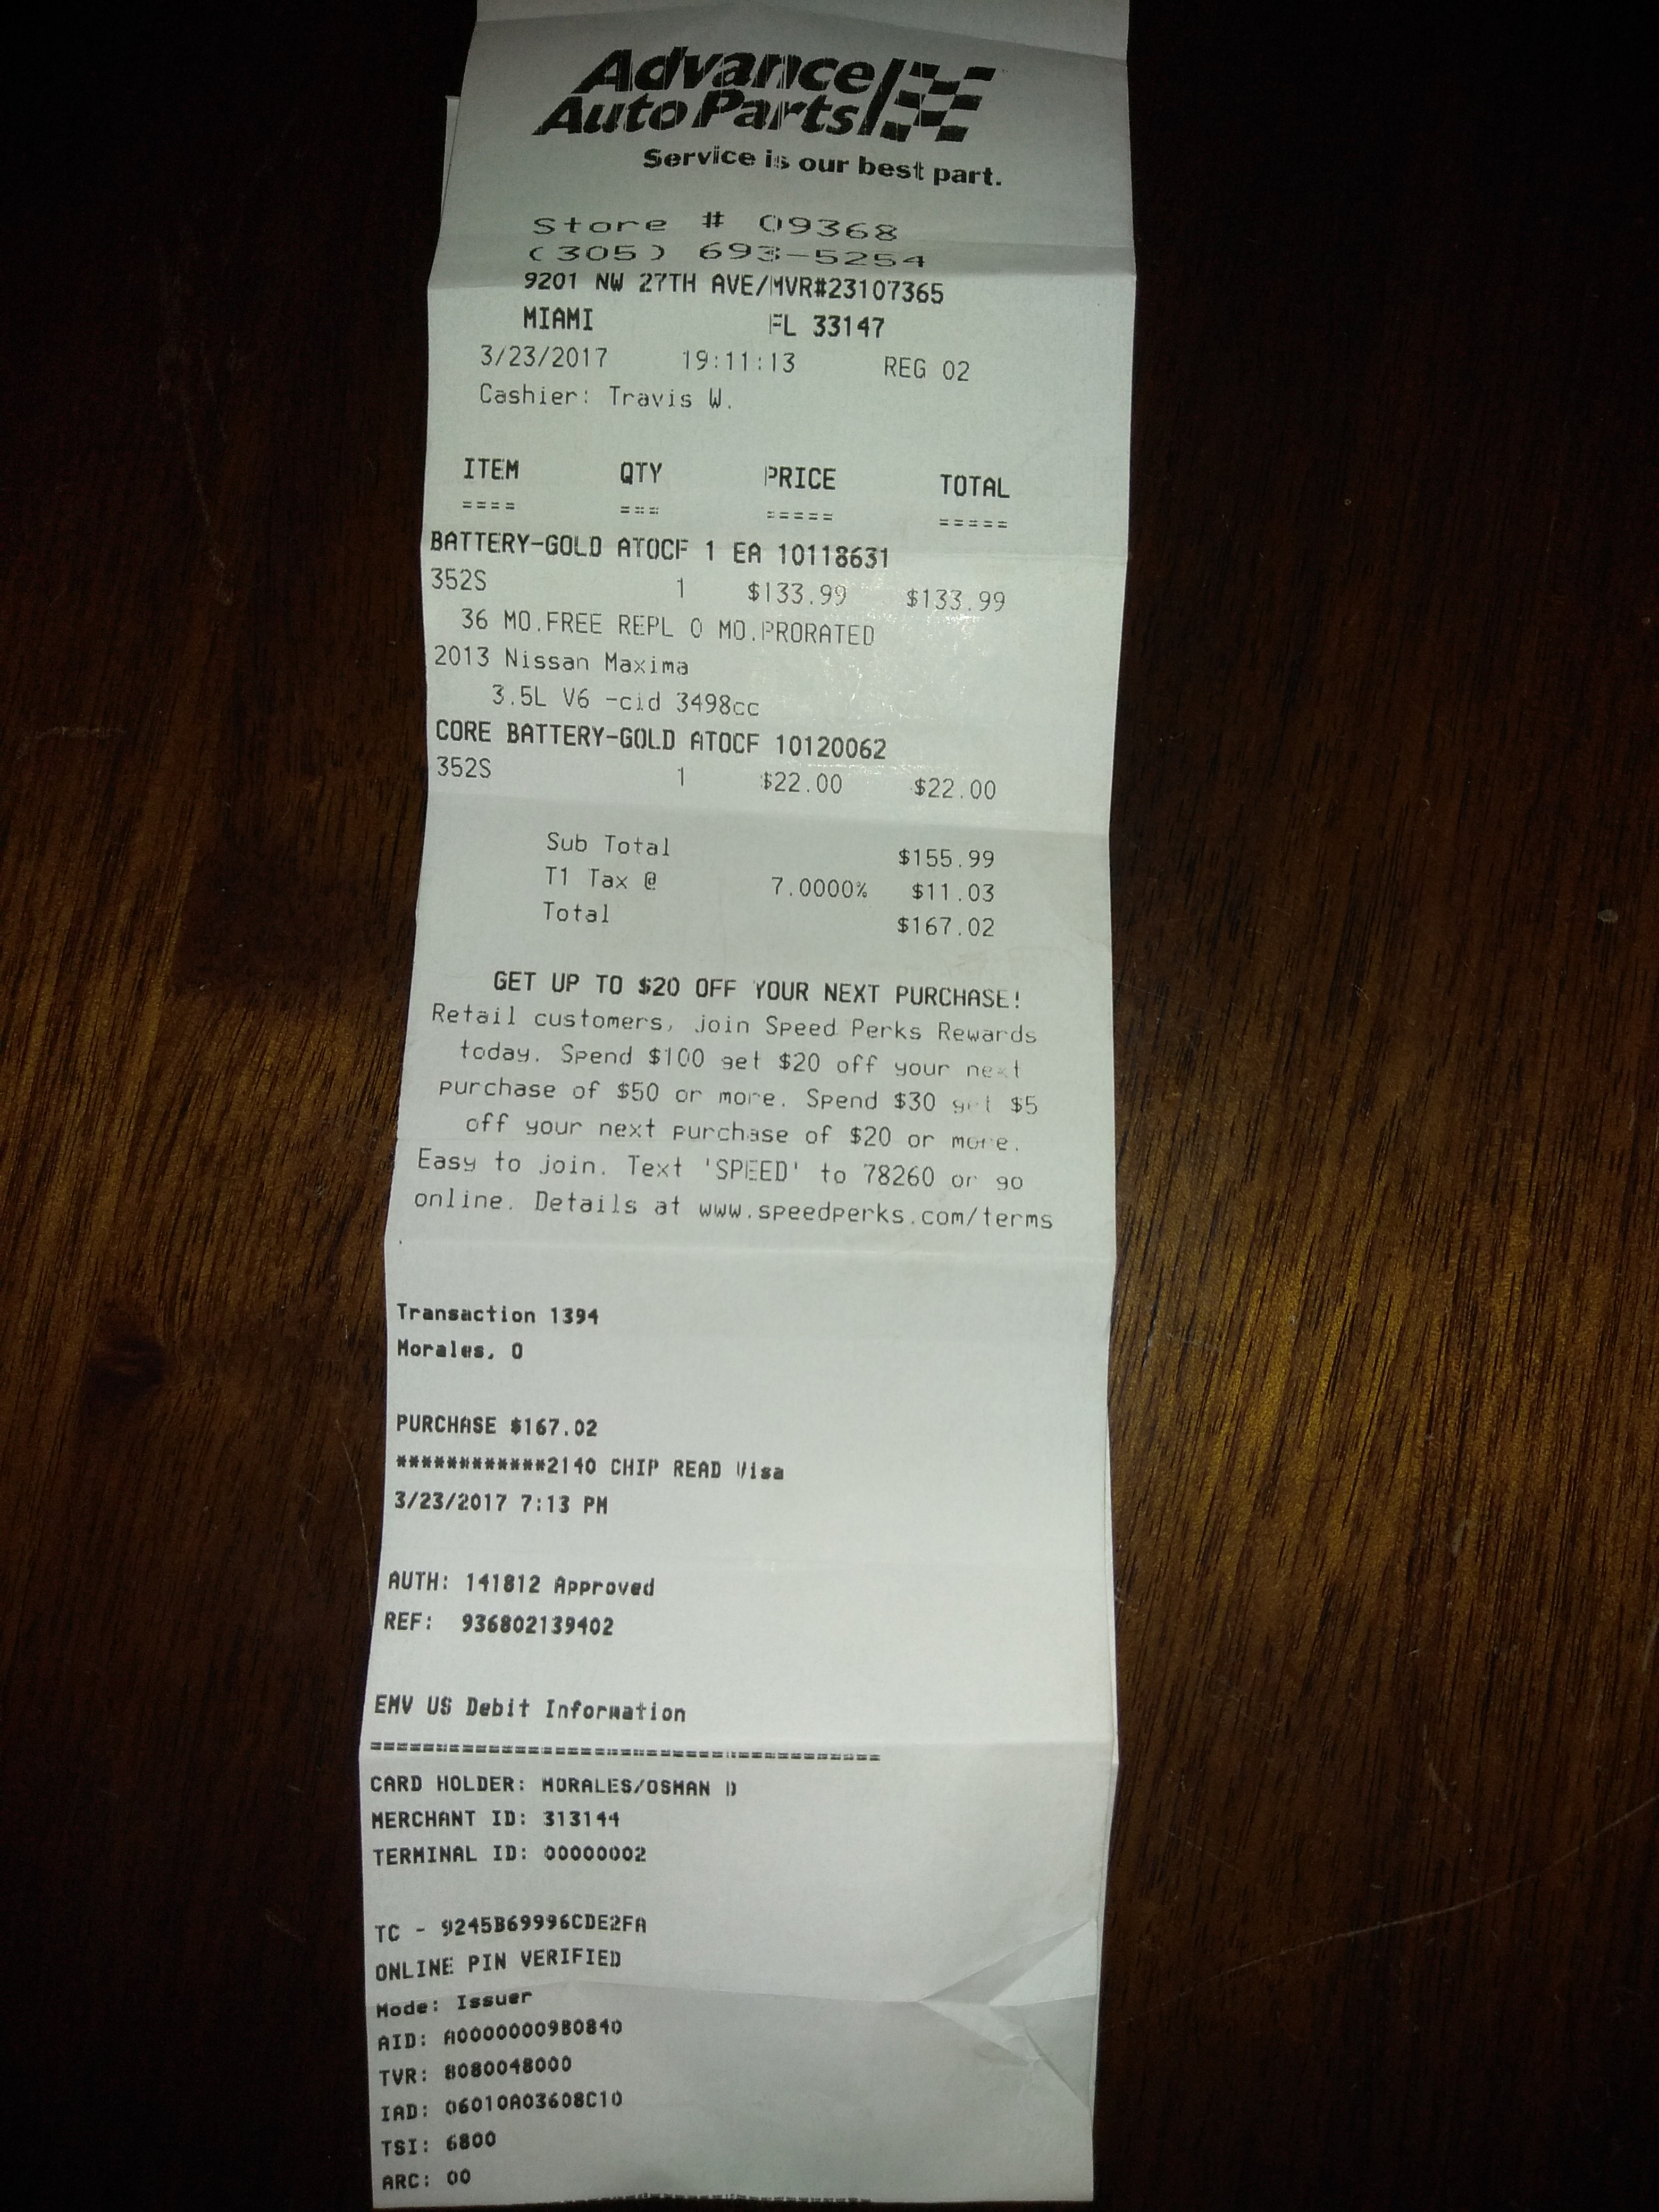 Advance
Auto Parts
Service is our best part.
Store # 09368
(305) 693-5254
9201 NW 27TH AVE/MVR#23107365
MIAMI FL 33147
3/23/2017 19:11:13 REG 02
Cashier: Travis W.
ITEM QTY PRICE TOTAL
==== === ===== =====
BATTERY-GOLD ATOCF 1 EA 10118631
352S 1 $133.99 $133.99
36 MO.FREE REPL 0 MO.PRORATED
2013 Nissan Maxima
3.5L V6 -cid 3498cc
CORE BATTERY-GOLD ATOCF 10120062
352S 1 $22.00 $22.00
Sub Total $155.99
T1 Tax @ 7.0000% $11.03
Total $167.02
GET UP TO $20 OFF YOUR NEXT PURCHASE!
Retail customers, join Speed Perks Rewards
today. Spend $100 get $20 off your next
purchase of $50 or more. Spend $30 get $5
off your next purchase of $20 or more.
Easy to join. Text 'SPEED' to 78260 or go
online. Details at www.speedperks.com/terms
.
Transaction 1394
Morales, O
PURCHASE $167.02
************2140 CHIP READ Visa
3/23/2017 7:13 PM
AUTH: 141812 Approved
REF: 936802139402
EMV US Debit Information
=======================================
CARD HOLDER: MORALES/OSMAN D
MERCHANT ID: 313144
TERMINAL ID: 00000002
TC - 9245B69996CDE2FA
ONLINE PIN VERIFIED
Mode: Issuer
AID: A0000000980840
TVR: 8080048000
IAD: 06010A03608C10
TSI: 6800
ARC: 00